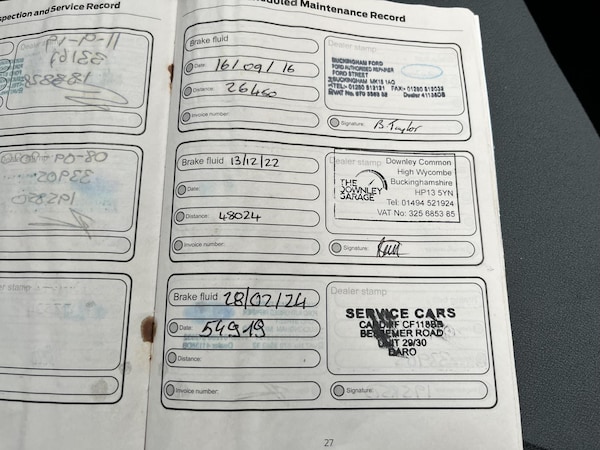 Inspection and Service Record
Scheduled Maintenance Record
Brake fluid
Date: 16/09/16
Distance: 26460
Invoice number:
Dealer stamp
BUCKINGHAM FORD
FORD AUTHORISED REPAIRER
FORD STREET
BUCKINGHAM MK18 1AQ
Signature: B. Taylor
Brake fluid 13/12/22
Date:
Distance: 48024
Invoice number:
Dealer stamp
THE DOWNLEY GARAGE
Downley Common
High Wycombe
Buckinghamshire
HP13 5YN
Tel: 01494 521924
VAT No: 325 6853 85
Signature:
Brake fluid 28/02/24
Date: 54919
Distance:
Invoice number:
Dealer stamp
SERVICE CARS
CARDIFF CF118BB
BESSEMER ROAD
UNIT 29/30
Signature:
27